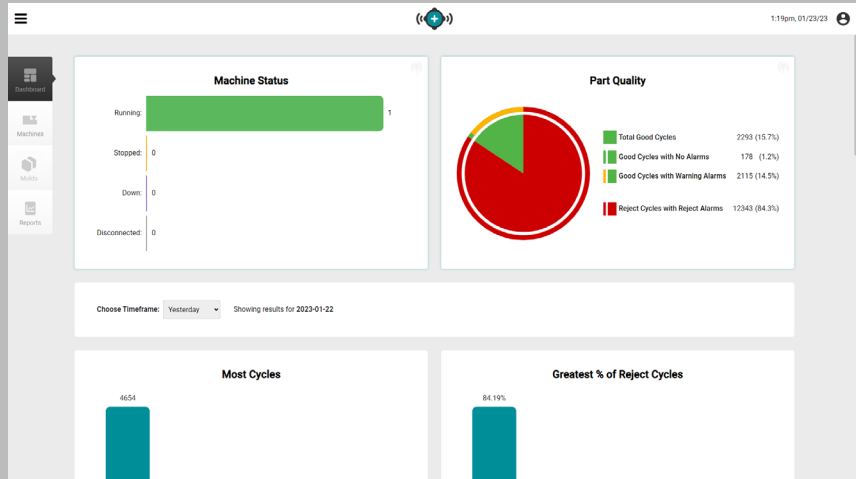 1:19pm, 01/23/23
Dashboard
Machines
Molds
Reports
Machine Status
Running: 1
Stopped: 0
Down: 0
Disconnected: 0
Part Quality
Total Good Cycles 2293 (15.7%)
Good Cycles with No Alarms 178 (1.2%)
Good Cycles with Warning Alarms 2115 (14.5%)
Reject Cycles with Reject Alarms 12343 (84.3%)
Choose Timeframe: Yesterday Showing results for 2023-01-22
Most Cycles
4654
Greatest % of Reject Cycles
84.19%